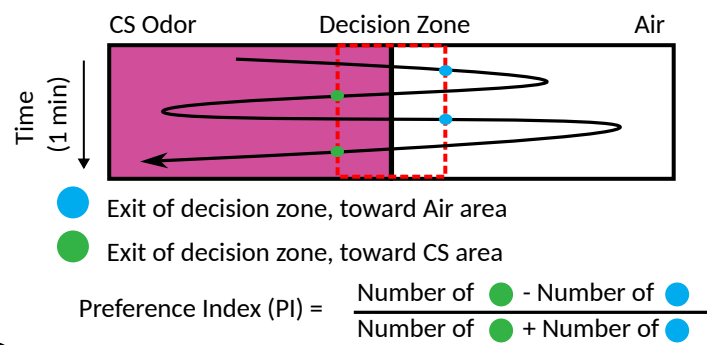 CS Odor Decision Zone Air
Time
(1 min)
Exit of decision zone, toward Air area
Exit of decision zone, toward CS area
Preference Index (PI) =
Number of - Number of
Number of + Number of